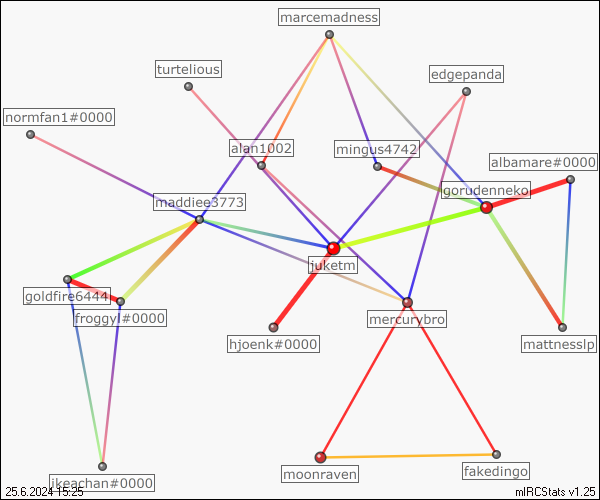 marcemadness
turtelious
edgepanda
normfan1#0000
alan1002
mingus4742
albamare#0000
maddiee3773
gorudenneko
juketm
goldfire6444
froggyl#0000
mercurybro
hjoenk#0000
mattnesslp
moonraven
fakedingo
ikeachan#0000
25.6.2024 15:25
mIRCStats v1.25